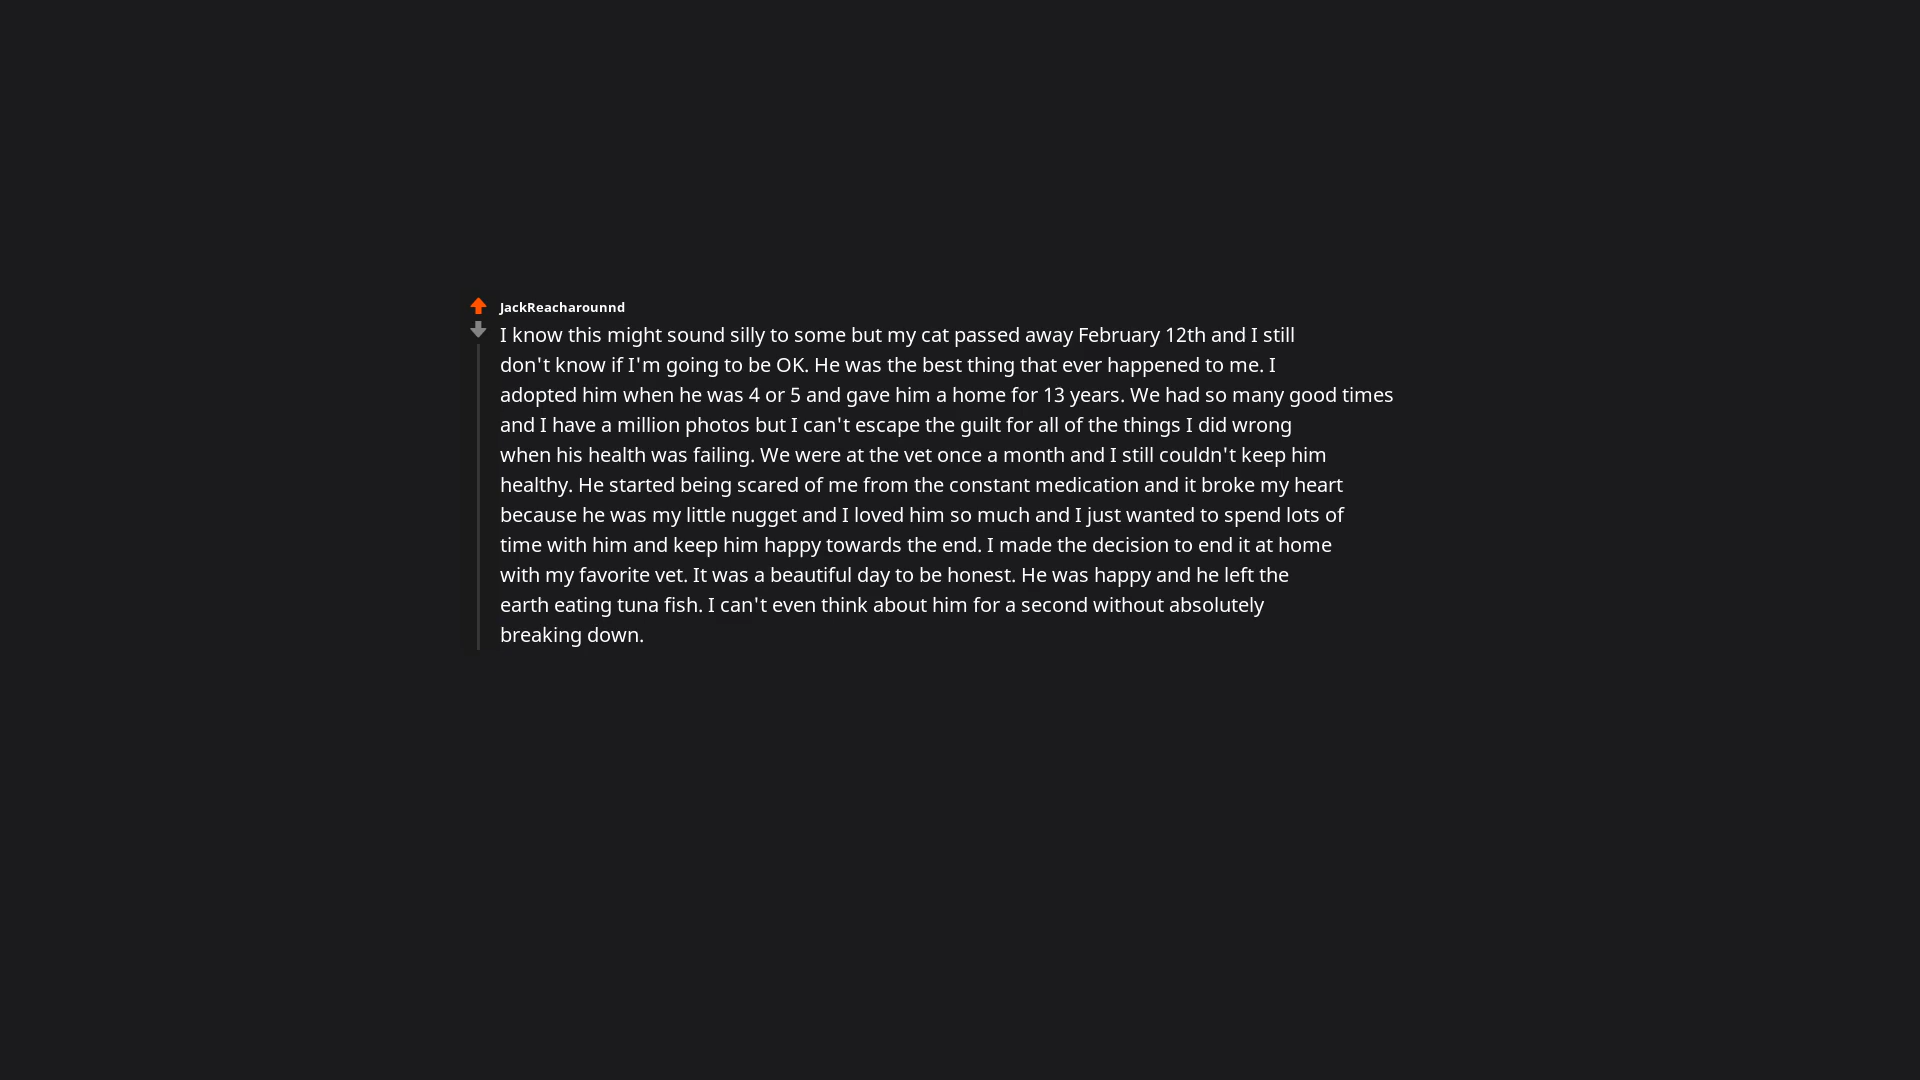 JackReacharounnd
I know this might sound silly to some but my cat passed away February 12th and I still
don't know if I'm going to be OK. He was the best thing that ever happened to me. I
adopted him when he was 4 or 5 and gave him a home for 13 years. We had so many good times
and I have a million photos but I can't escape the guilt for all of the things I did wrong
when his health was failing. We were at the vet once a month and I still couldn't keep him
healthy. He started being scared of me from the constant medication and it broke my heart
because he was my little nugget and I loved him so much and I just wanted to spend lots of
time with him and keep him happy towards the end. I made the decision to end it at home
with my favorite vet. It was a beautiful day to be honest. He was happy and he left the
earth eating tuna fish. I can't even think about him for a second without absolutely
breaking down.